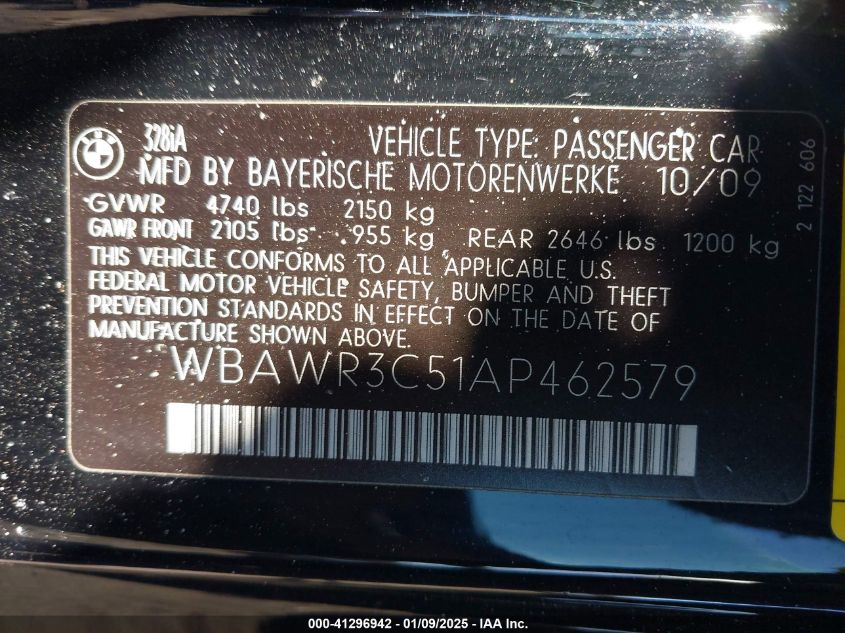 BMW
328iA VEHICLE TYPE: PASSENGER CAR
MFD BY BAYERISCHE MOTORENWERKE 10/09
GVWR 4740 lbs 2150 kg
GAWR FRONT 2105 lbs 955 kg REAR 2646 lbs 1200 kg
THIS VEHICLE CONFORMS TO ALL APPLICABLE U.S.
FEDERAL MOTOR VEHICLE SAFETY, BUMPER AND THEFT
PREVENTION STANDARDS IN EFFECT ON THE DATE OF
MANUFACTURE SHOWN ABOVE.
WBAWR3C51AP462579
2 122 606
000-41296942 / 01/09/2025 - IAA Inc.